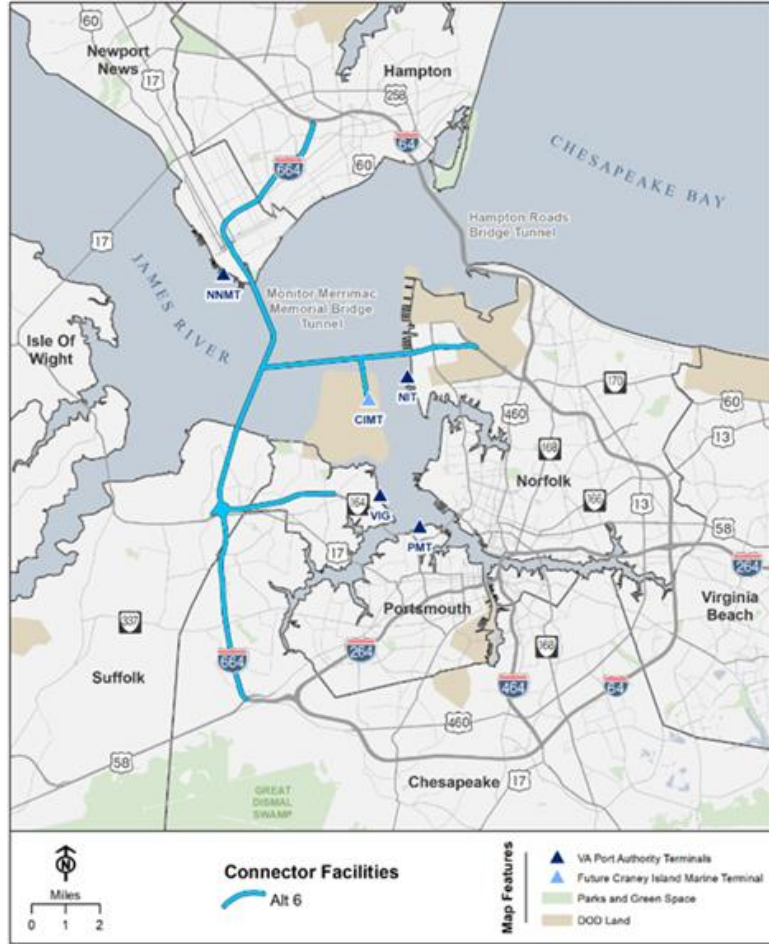 60
Newport
News
17
Hampton
258
64
664
60
CHESAPEAKE BAY
Hampton Roads
Bridge Tunnel
17
JAMES RIVER
NNMT
Monitor Merrimac
Memorial Bridge
Tunnel
Isle Of
Wight
CIMT
NIT
170
460
60
13
168
Norfolk
166
13
58
164
VIG
17
PMT
264
Virginia
Beach
337
Portsmouth
Suffolk
664
264
168
464
64
460
58
Chesapeake
17
GREAT
DISMAL
SWAMP
N
Miles
0 1 2
Connector Facilities
Alt 6
Map Features
VA Port Authority Terminals
Future Craney Island Marine Terminal
Parks and Green Space
DOD Land